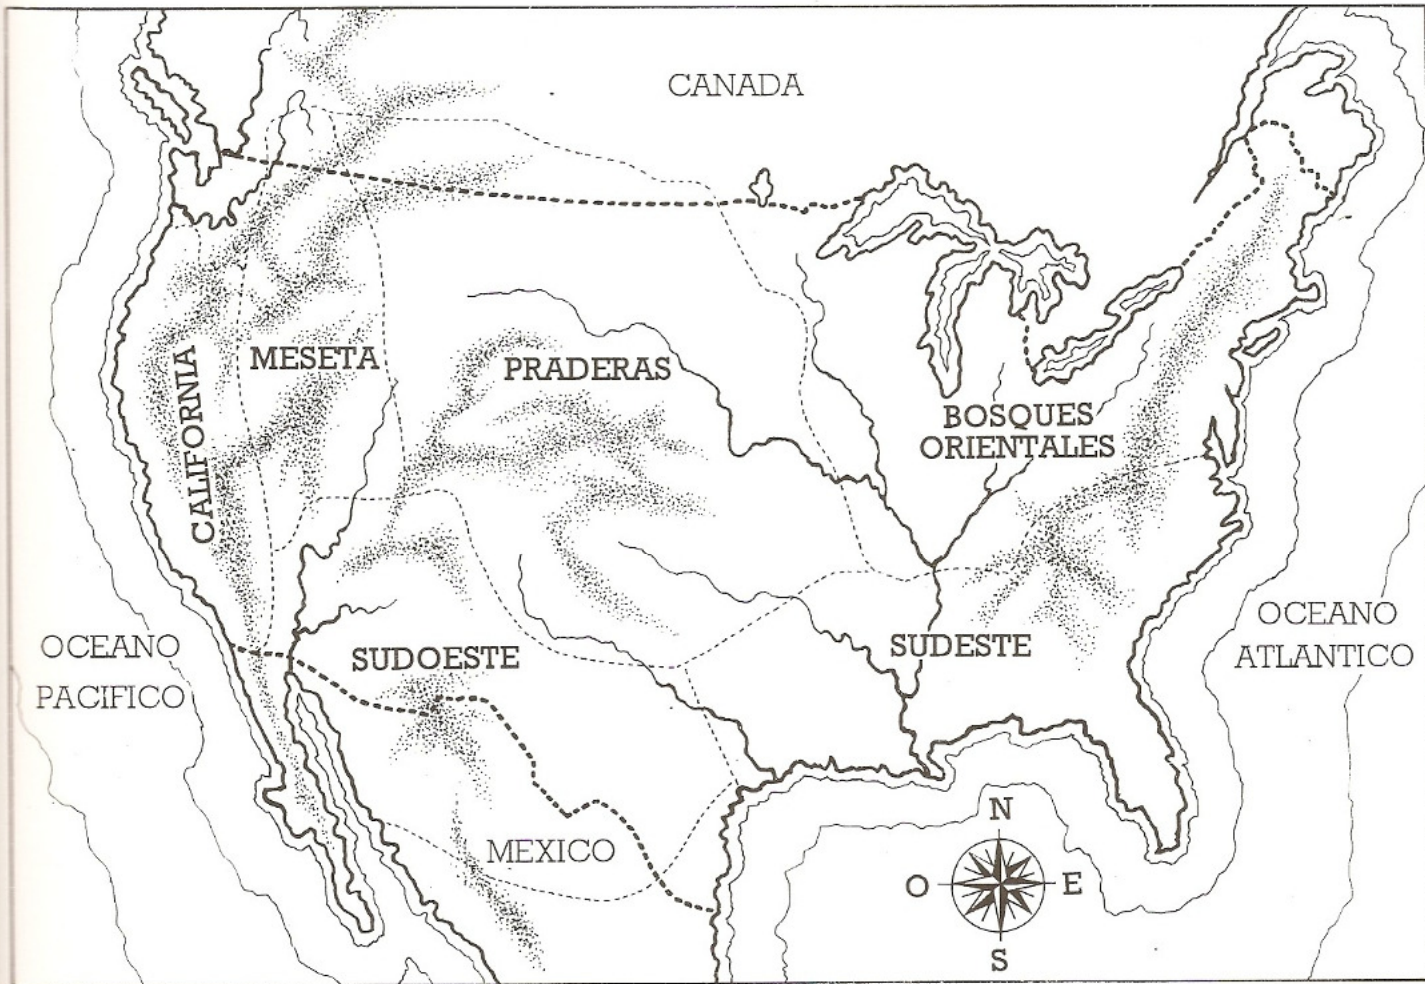 CANADA
MESETA
PRADERAS
CALIFORNIA
BOSQUES
ORIENTALES
OCEANO
PACIFICO
SUDOESTE
SUDESTE
OCEANO
ATLANTICO
MEXICO
N
O
E
S